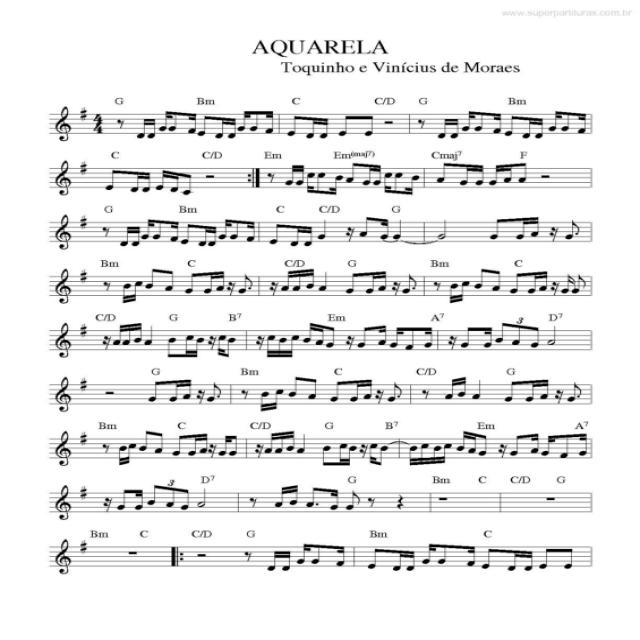 www.superpartituras.com.br
AQUARELA
Toquinho e Vinícius de Moraes
G Bm C C/D G Bm
4
4
C C/D Em Em(maj7) Cmaj7 F
G Bm C C/D G
Bm C G C/D G Bm C
C/D G B7 Em A7 D7
3
G Bm C C/D G
Bm C C/D G B7 Em A7
D7 G Bm C C/D G
3
Bm C C/D G Bm C